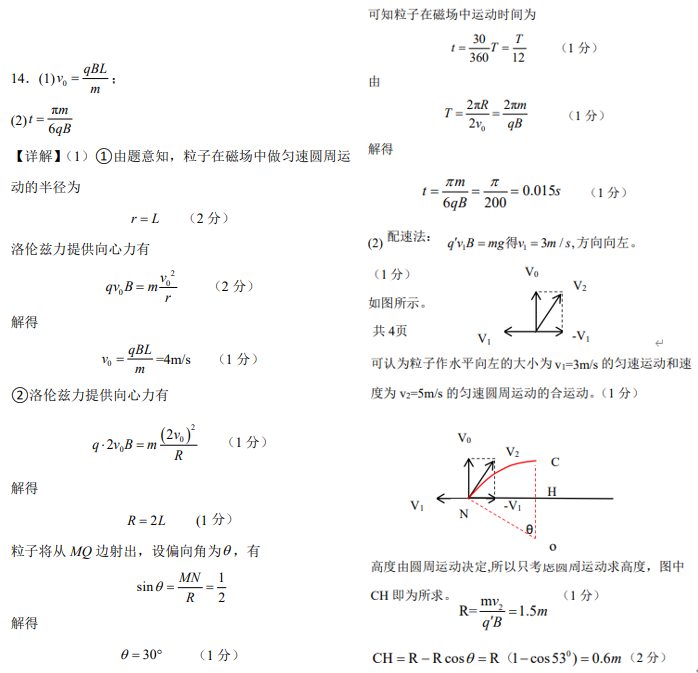 14．(1) $v_0 = \frac{qBL}{m}$；
(2) $t = \frac{\pi m}{6qB}$
【详解】（1）①由题意知，粒子在磁场中做匀速圆周运
动的半径为
$r = L$ （2 分）
洛伦兹力提供向心力有
$qv_0B = m\frac{v_0^2}{r}$ （2 分）
解得
$v_0 = \frac{qBL}{m}$=4m/s （1 分）
②洛伦兹力提供向心力有
$q \cdot 2v_0B = m\frac{(2v_0)^2}{R}$ （1 分）
解得
$R = 2L$ (1 分）
粒子将从 MQ 边射出，设偏向角为 $\theta$，有
$\sin\theta = \frac{MN}{R} = \frac{1}{2}$
解得
$\theta = 30°$ （1 分）
可知粒子在磁场中运动时间为
$t = \frac{30}{360}T = \frac{T}{12}$ （1 分）
由
$T = \frac{2\pi R}{2v_0} = \frac{2\pi m}{qB}$ （1 分）
解得
$t = \frac{\pi m}{6qB} = \frac{\pi}{200} = 0.015s$ （1 分）
(2) 配速法： $q'v_1B = mg$得$v_1 = 3m/s$,方向向左。
（1 分）
如图所示。
共 4页
V₀
V₂
V₁
-V₁
可认为粒子作水平向左的大小为 v₁=3m/s 的匀速运动和速
度为 v₂=5m/s 的匀速圆周运动的合运动。（1 分）
V₀
V₂
C
H
V₁
N
-V₁
θ
o
高度由圆周运动决定,所以只考虑圆周运动求高度，图中
CH 即为所求。 $R = \frac{mv_2}{q'B} = 1.5m$ （1 分）
$CH = R - R\cos\theta = R（1 - \cos 53^0) = 0.6m$（2 分）